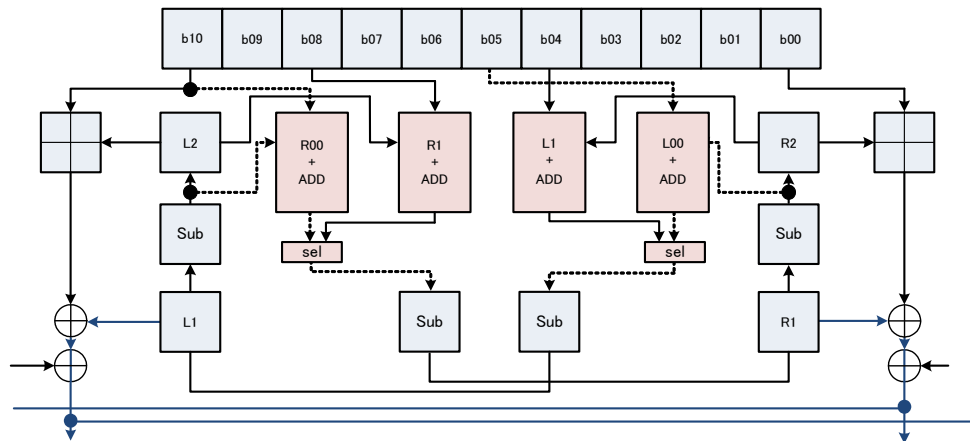 b10 b09 b08 b07 b06 b05 b04 b03 b02 b01 b00
L2
R00
+
ADD
R1
+
ADD
L1
+
ADD
L00
+
ADD
R2
Sub
sel
sel
Sub
L1
Sub
Sub
R1